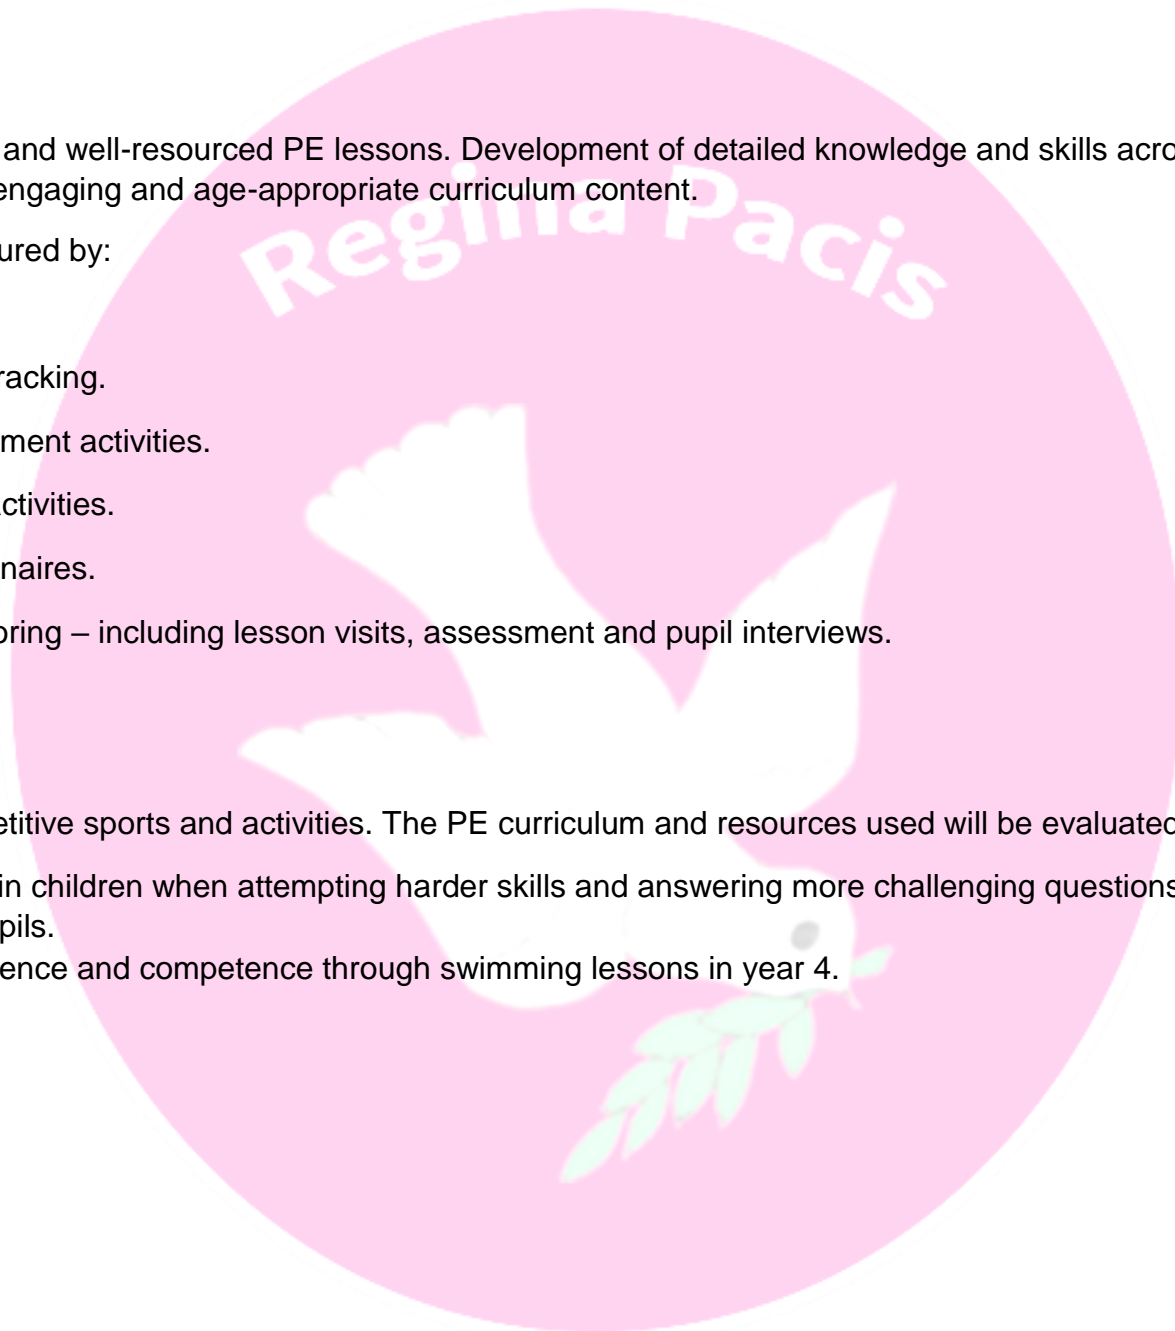 and well-resourced PE lessons. Development of detailed knowledge and skills acro
engaging and age-appropriate curriculum content.
Regina Pacis
ured by:
racking.
ment activities.
ctivities.
naires.
oring – including lesson visits, assessment and pupil interviews.
etitive sports and activities. The PE curriculum and resources used will be evaluated
in children when attempting harder skills and answering more challenging questions
pils.
ence and competence through swimming lessons in year 4.